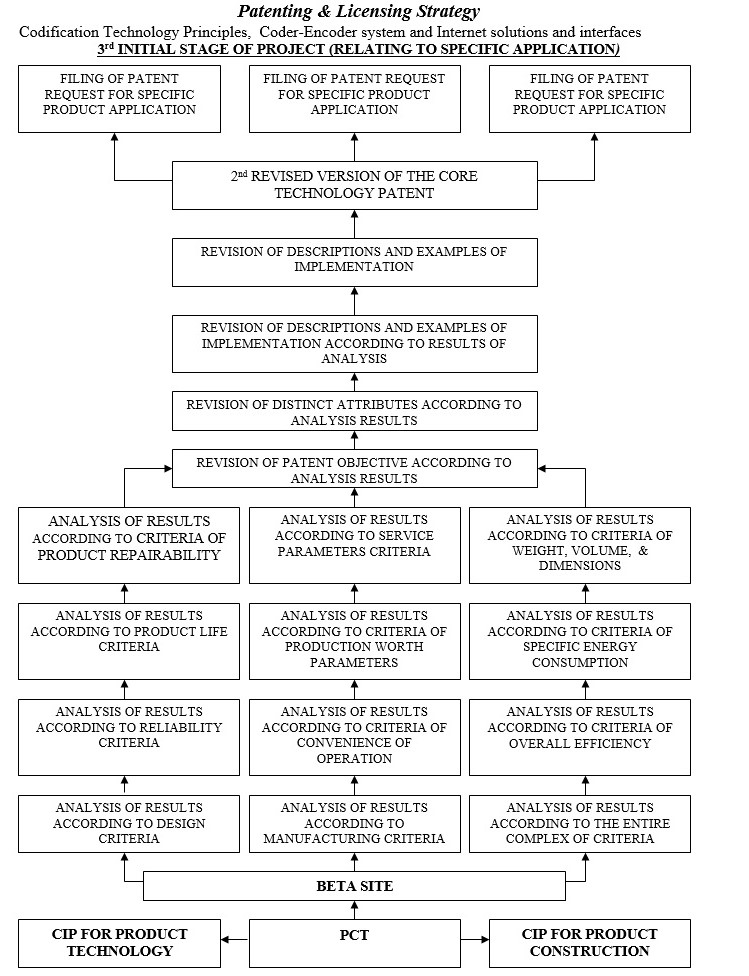 Patenting & Licensing Strategy
Codification Technology Principles, Coder-Encoder system and Internet solutions and interfaces
3rd INITIAL STAGE OF PROJECT (RELATING TO SPECIFIC APPLICATION)
FILING OF PATENT
REQUEST FOR SPECIFIC
PRODUCT APPLICATION
FILING OF PATENT REQUEST
FOR SPECIFIC PRODUCT
APPLICATION
FILING OF PATENT
REQUEST FOR SPECIFIC
PRODUCT APPLICATION
2nd REVISED VERSION OF THE CORE
TECHNOLOGY PATENT
REVISION OF DESCRIPTIONS AND EXAMPLES OF
IMPLEMENTATION
REVISION OF DESCRIPTIONS AND EXAMPLES OF
IMPLEMENTATION ACCORDING TO RESULTS OF
ANALYSIS
REVISION OF DISTINCT ATTRIBUTES ACCORDING TO
ANALYSIS RESULTS
REVISION OF PATENT OBJECTIVE ACCORDING TO
ANALYSIS RESULTS
ANALYSIS OF RESULTS
ACCORDING TO CRITERIA OF
PRODUCT REPAIRABILITY
ANALYSIS OF RESULTS
ACCORDING TO SERVICE
PARAMETERS CRITERIA
ANALYSIS OF RESULTS
ACCORDING TO CRITERIA OF
WEIGHT, VOLUME, &
DIMENSIONS
ANALYSIS OF RESULTS
ACCORDING TO PRODUCT LIFE
CRITERIA
ANALYSIS OF RESULTS
ACCORDING TO CRITERIA OF
PRODUCTION WORTH
PARAMETERS
ANALYSIS OF RESULTS
ACCORDING TO CRITERIA OF
SPECIFIC ENERGY
CONSUMPTION
ANALYSIS OF RESULTS
ACCORDING TO RELIABILITY
CRITERIA
ANALYSIS OF RESULTS
ACCORDING TO CRITERIA OF
CONVENIENCE OF
OPERATION
ANALYSIS OF RESULTS
ACCORDING TO CRITERIA OF
OVERALL EFFICIENCY
ANALYSIS OF RESULTS
ACCORDING TO DESIGN
CRITERIA
ANALYSIS OF RESULTS
ACCORDING TO
MANUFACTURING CRITERIA
ANALYSIS OF RESULTS
ACCORDING TO THE ENTIRE
COMPLEX OF CRITERIA
BETA SITE
CIP FOR PRODUCT
TECHNOLOGY
PCT
CIP FOR PRODUCT
CONSTRUCTION